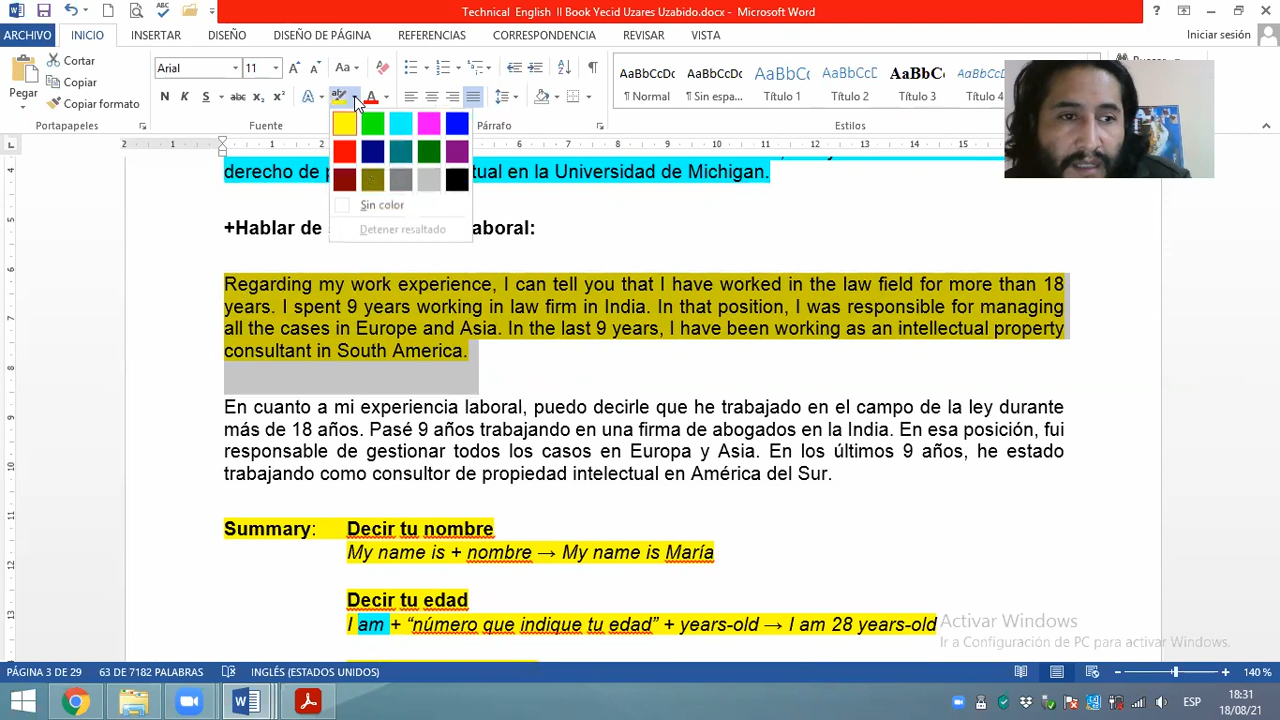 Technical English II Book Yecid Uzares Uzabido.docx - Microsoft Word
ARCHIVO INICIO INSERTAR DISEÑO DISEÑO DE PÁGINA REFERENCIAS CORRESPONDENCIA REVISAR VISTA Iniciar sesión
Cortar
Copiar
Copiar formato
Pegar
Arial 11
N K S abc x₂ x²
Aa
AaBbCcDc AaBbCcDc AaBbCc AaBbCcD AaBbC AaBbCcD
¶ Normal ¶ Sin espa... Título 1 Título 2 Título 3 Título 4
Portapapeles Fuente Párrafo Estilos
Sin color
Detener resaltado
derecho de p tual en la Universidad de Michigan.
+Hablar de aboral:
Regarding my work experience, I can tell you that I have worked in the law field for more than 18
years. I spent 9 years working in law firm in India. In that position, I was responsible for managing
all the cases in Europe and Asia. In the last 9 years, I have been working as an intellectual property
consultant in South America.
En cuanto a mi experiencia laboral, puedo decirle que he trabajado en el campo de la ley durante
más de 18 años. Pasé 9 años trabajando en una firma de abogados en la India. En esa posición, fui
responsable de gestionar todos los casos en Europa y Asia. En los últimos 9 años, he estado
trabajando como consultor de propiedad intelectual en América del Sur.
Summary: Decir tu nombre
My name is + nombre → My name is María
Decir tu edad
I am + “número que indique tu edad” + years-old → I am 28 years-old
Activar Windows
Ir a Configuración de PC para activar Windows.
PÁGINA 3 DE 29 63 DE 7182 PALABRAS INGLÉS (ESTADOS UNIDOS) 140 %
ESP
18:31
18/08/21